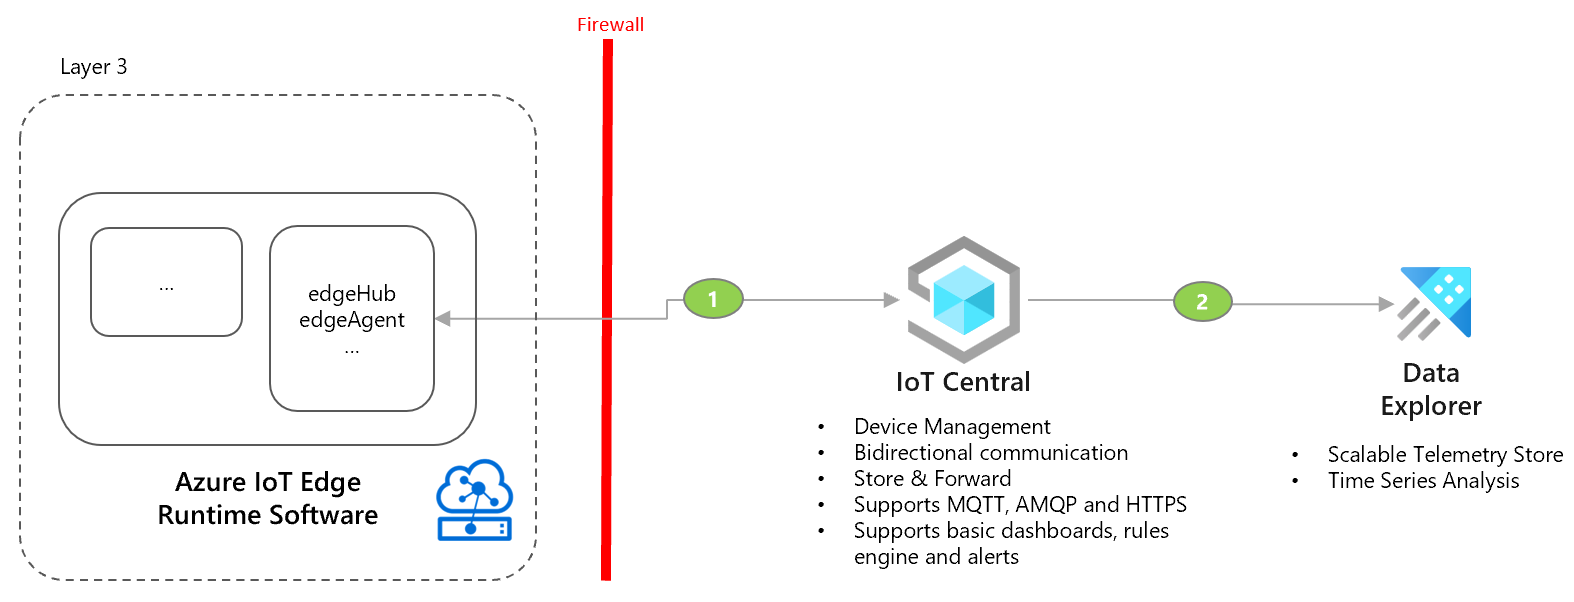 Firewall
Layer 3
...
edgeHub
edgeAgent
...
Azure IoT Edge
Runtime Software
1
IoT Central
• Device Management
• Bidirectional communication
• Store & Forward
• Supports MQTT, AMQP and HTTPS
• Supports basic dashboards, rules
engine and alerts
2
Data
Explorer
• Scalable Telemetry Store
• Time Series Analysis